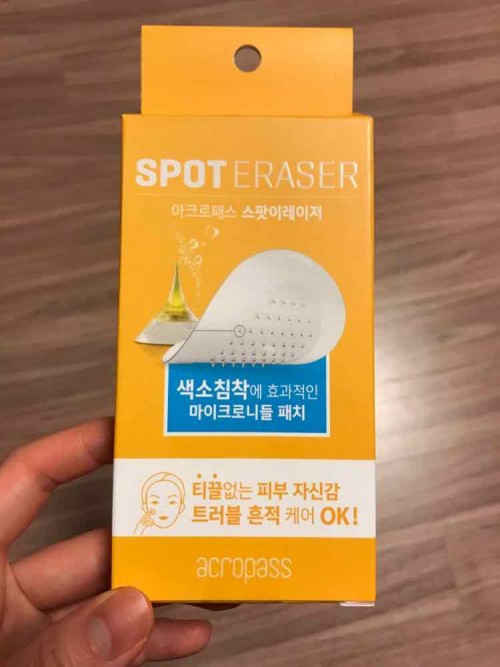 SPOT ERASER
아크로패스 스팟이레이저
색소침착에 효과적인
마이크로니들 패치
티끌없는 피부 자신감
트러블 흔적 케어 OK!
acropass